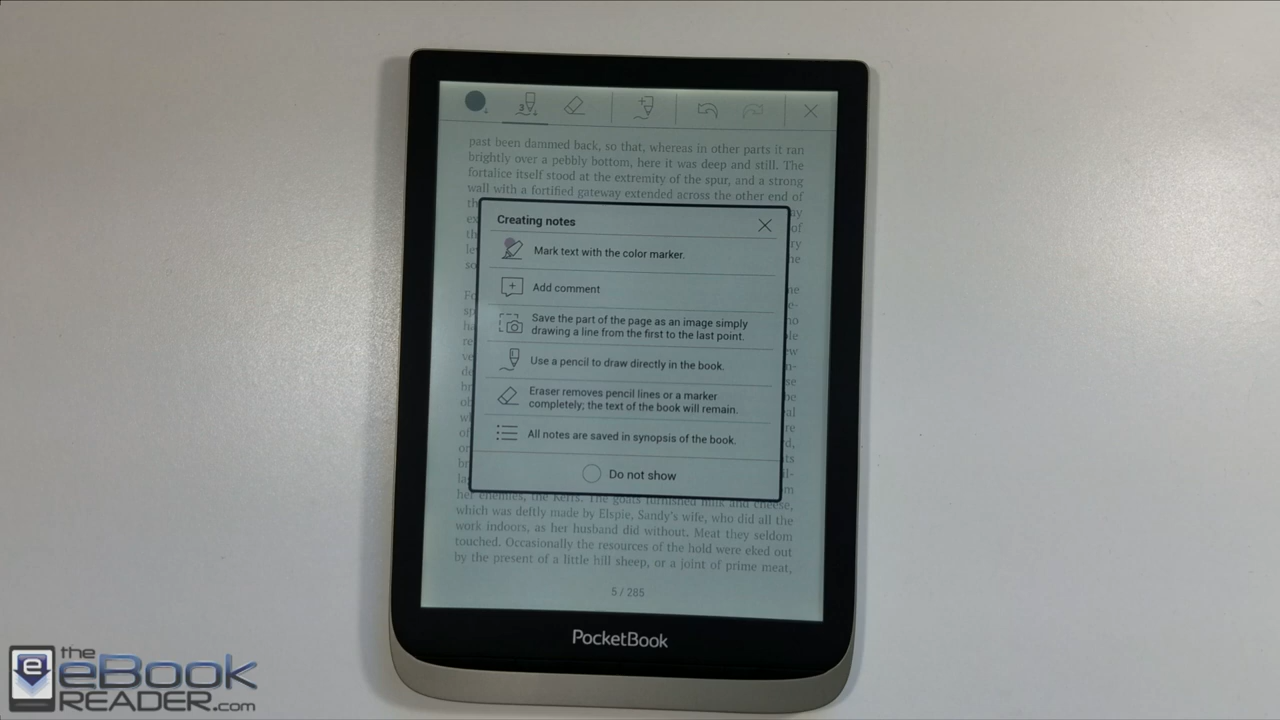 3
past been dammed back, so that, whereas in other parts it ran
brightly over a pebbly bottom, here it was deep and still. The
fortalice itself stood at the extremity of the spur, and a strong
wall with a fortified gateway extended across the other end of
Creating notes
Mark text with the color marker.
Add comment
Save the part of the page as an image simply
drawing a line from the first to the last point.
Use a pencil to draw directly in the book.
Eraser removes pencil lines or a marker
completely; the text of the book will remain.
All notes are saved in synopsis of the book.
Do not show
her enemies, the Kerrs. The goats furnished milk and cheese,
which was deftly made by Elspie, Sandy's wife, who did all the
work indoors, as her husband did without. Meat they seldom
touched. Occasionally the resources of the hold were eked out
by the present of a little hill sheep, or a joint of prime meat,
5 / 285
PocketBook
the
eBook
READER.com